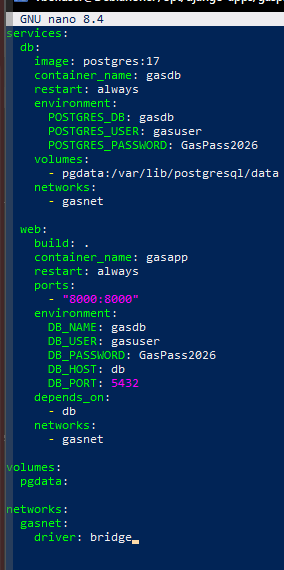 GNU nano 8.4
services:
  db:
    image: postgres:17
    container_name: gasdb
    restart: always
    environment:
      POSTGRES_DB: gasdb
      POSTGRES_USER: gasuser
      POSTGRES_PASSWORD: GasPass2026
    volumes:
      - pgdata:/var/lib/postgresql/data
    networks:
      - gasnet

  web:
    build: .
    container_name: gasapp
    restart: always
    ports:
      - "8000:8000"
    environment:
      DB_NAME: gasdb
      DB_USER: gasuser
      DB_PASSWORD: GasPass2026
      DB_HOST: db
      DB_PORT: 5432
    depends_on:
      - db
    networks:
      - gasnet

volumes:
  pgdata:

networks:
  gasnet:
    driver: bridge